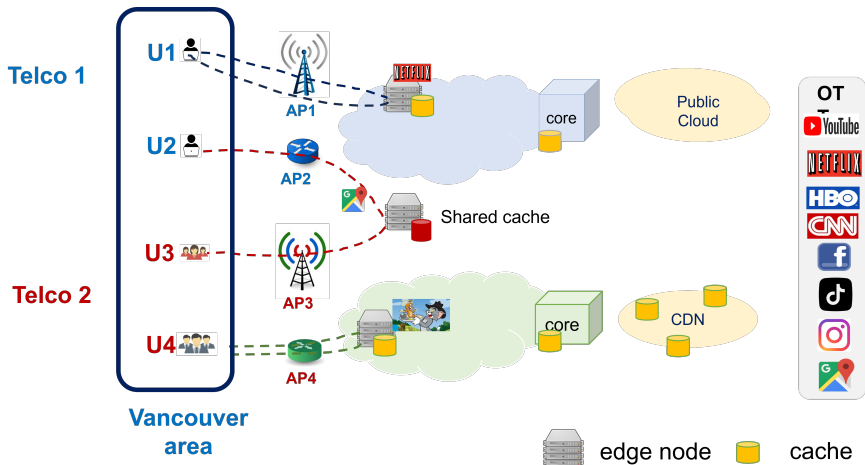 Telco 1
U1
AP1
NETFLIX
core
Public
Cloud
U2
AP2
Shared cache
Telco 2
U3
AP3
core
CDN
U4
AP4
Vancouver
area
OT
T
YouTube
NETFLIX
HBO
CNN
f
G
edge node
cache